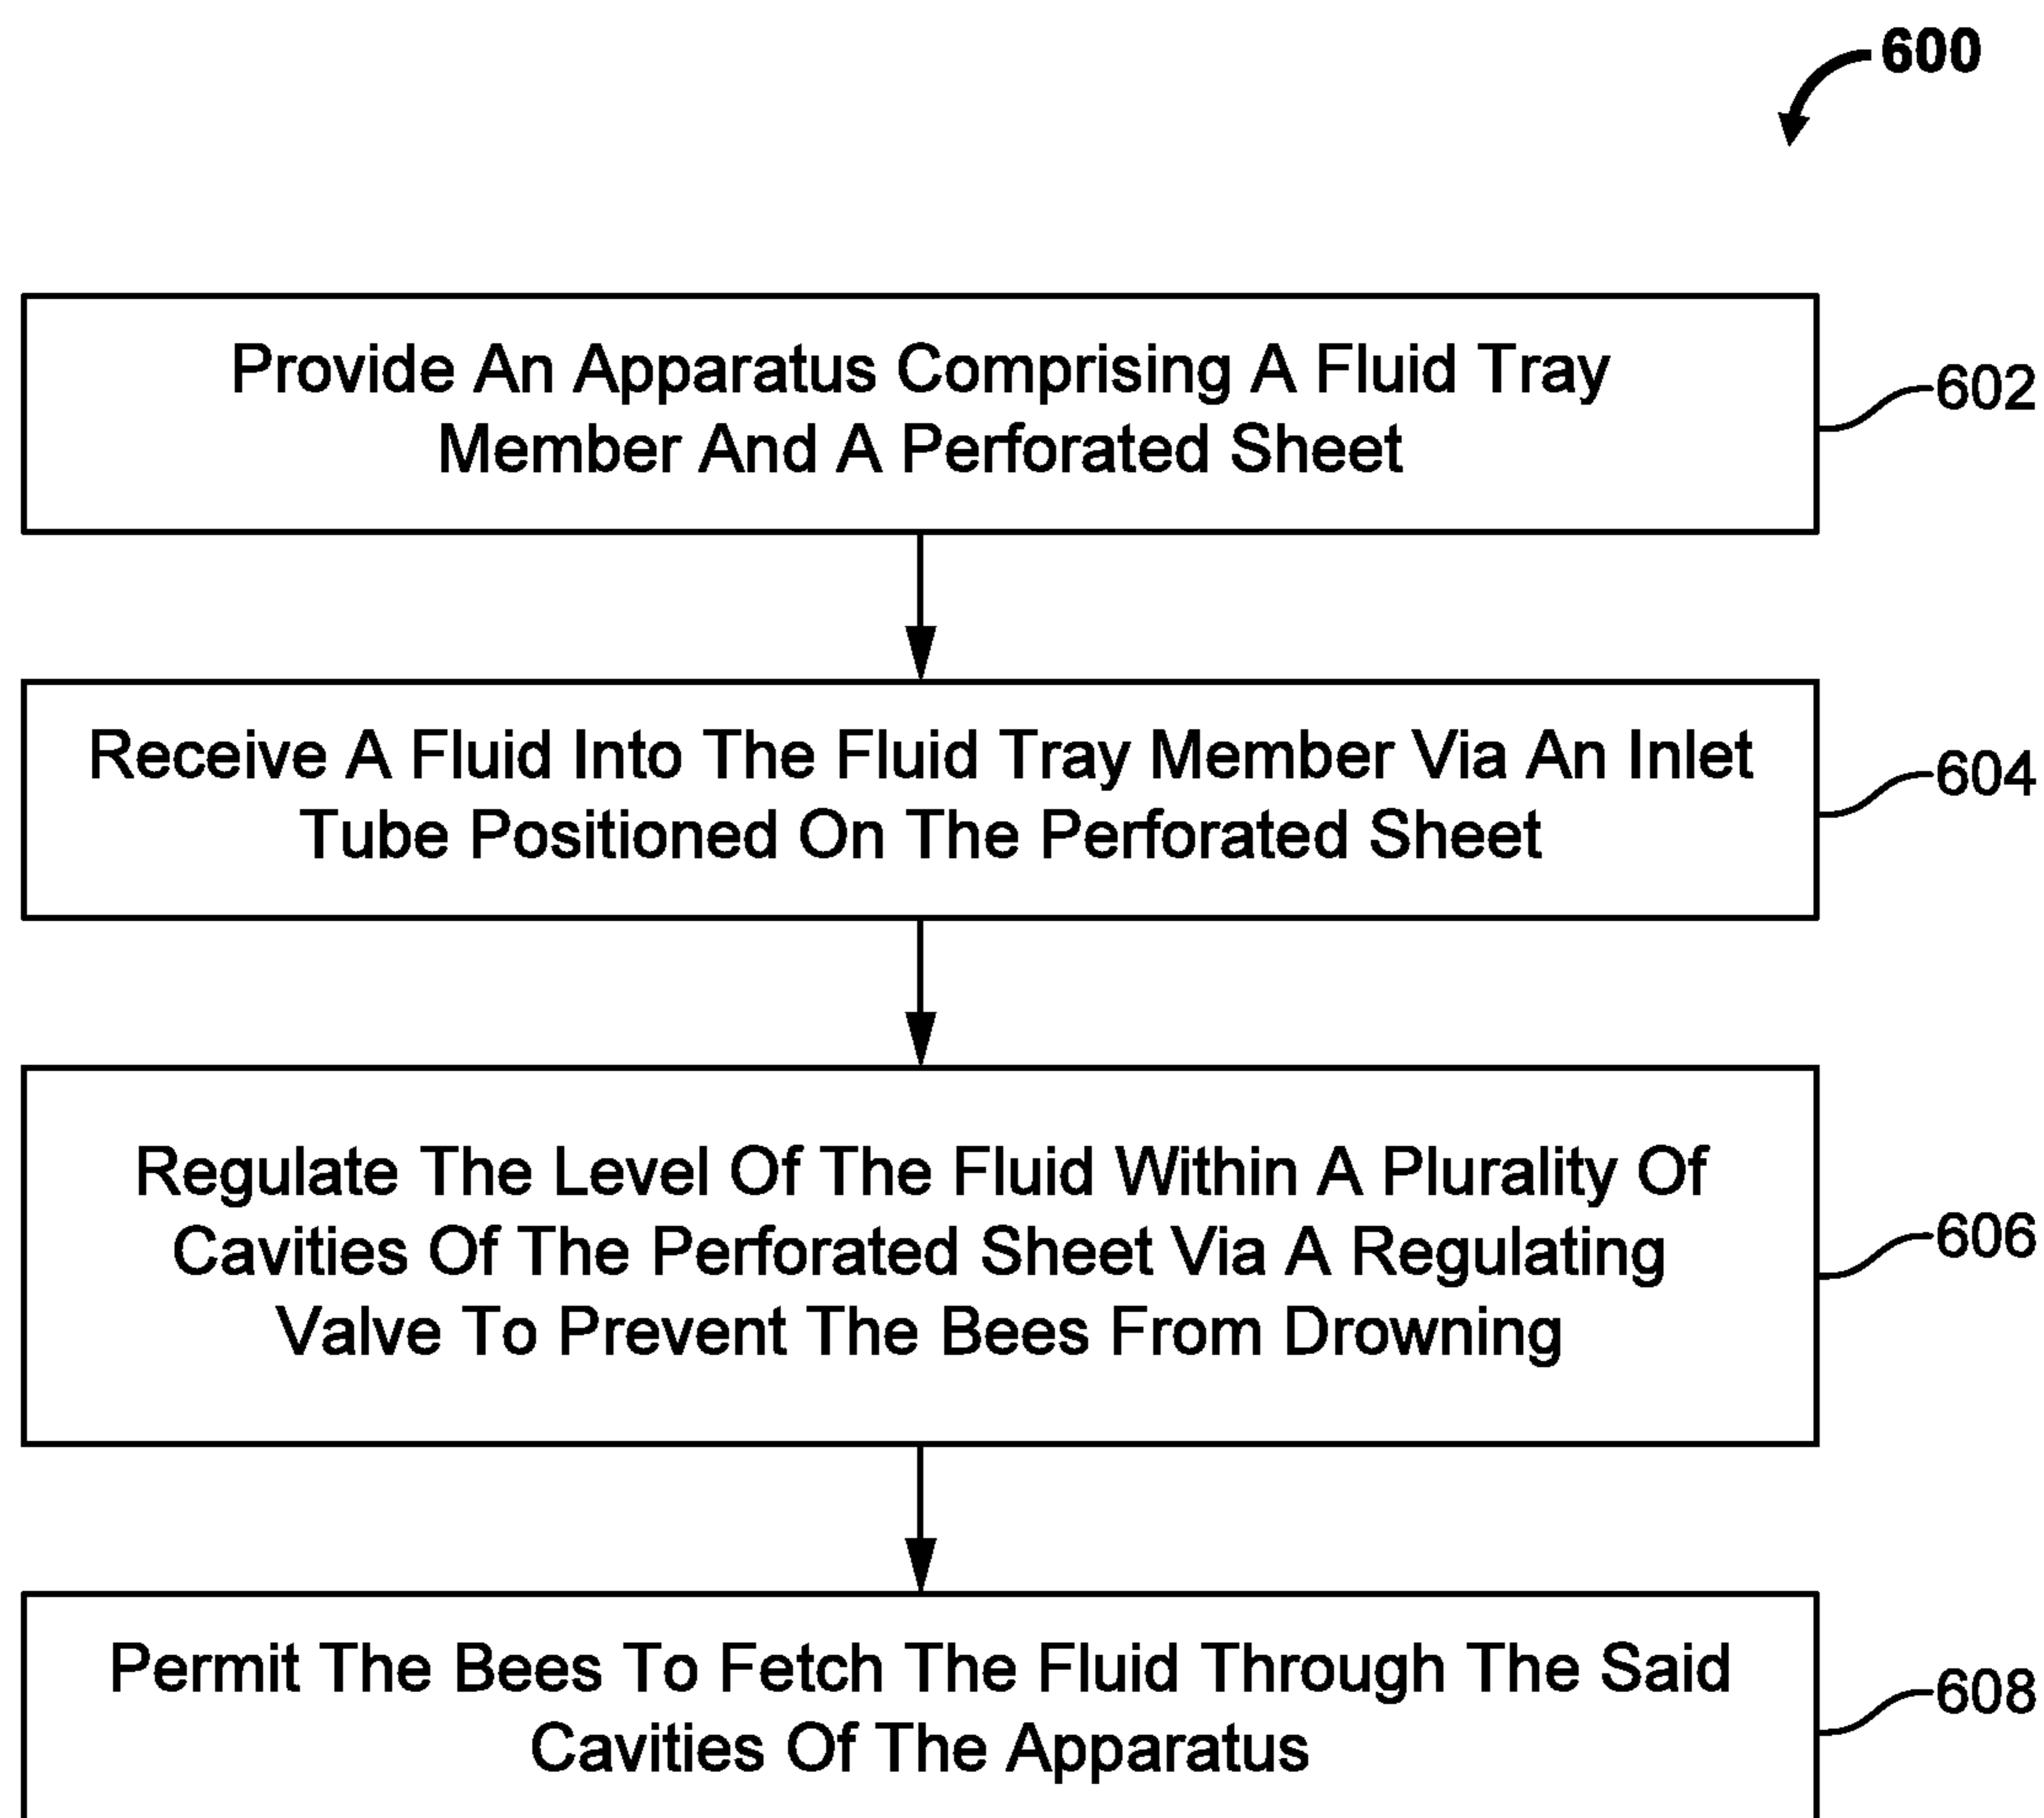 600
Provide An Apparatus Comprising A Fluid Tray
Member And A Perforated Sheet
602
Receive A Fluid Into The Fluid Tray Member Via An Inlet
Tube Positioned On The Perforated Sheet
604
Regulate The Level Of The Fluid Within A Plurality Of
Cavities Of The Perforated Sheet Via A Regulating
Valve To Prevent The Bees From Drowning
606
Permit The Bees To Fetch The Fluid Through The Said
Cavities Of The Apparatus
608